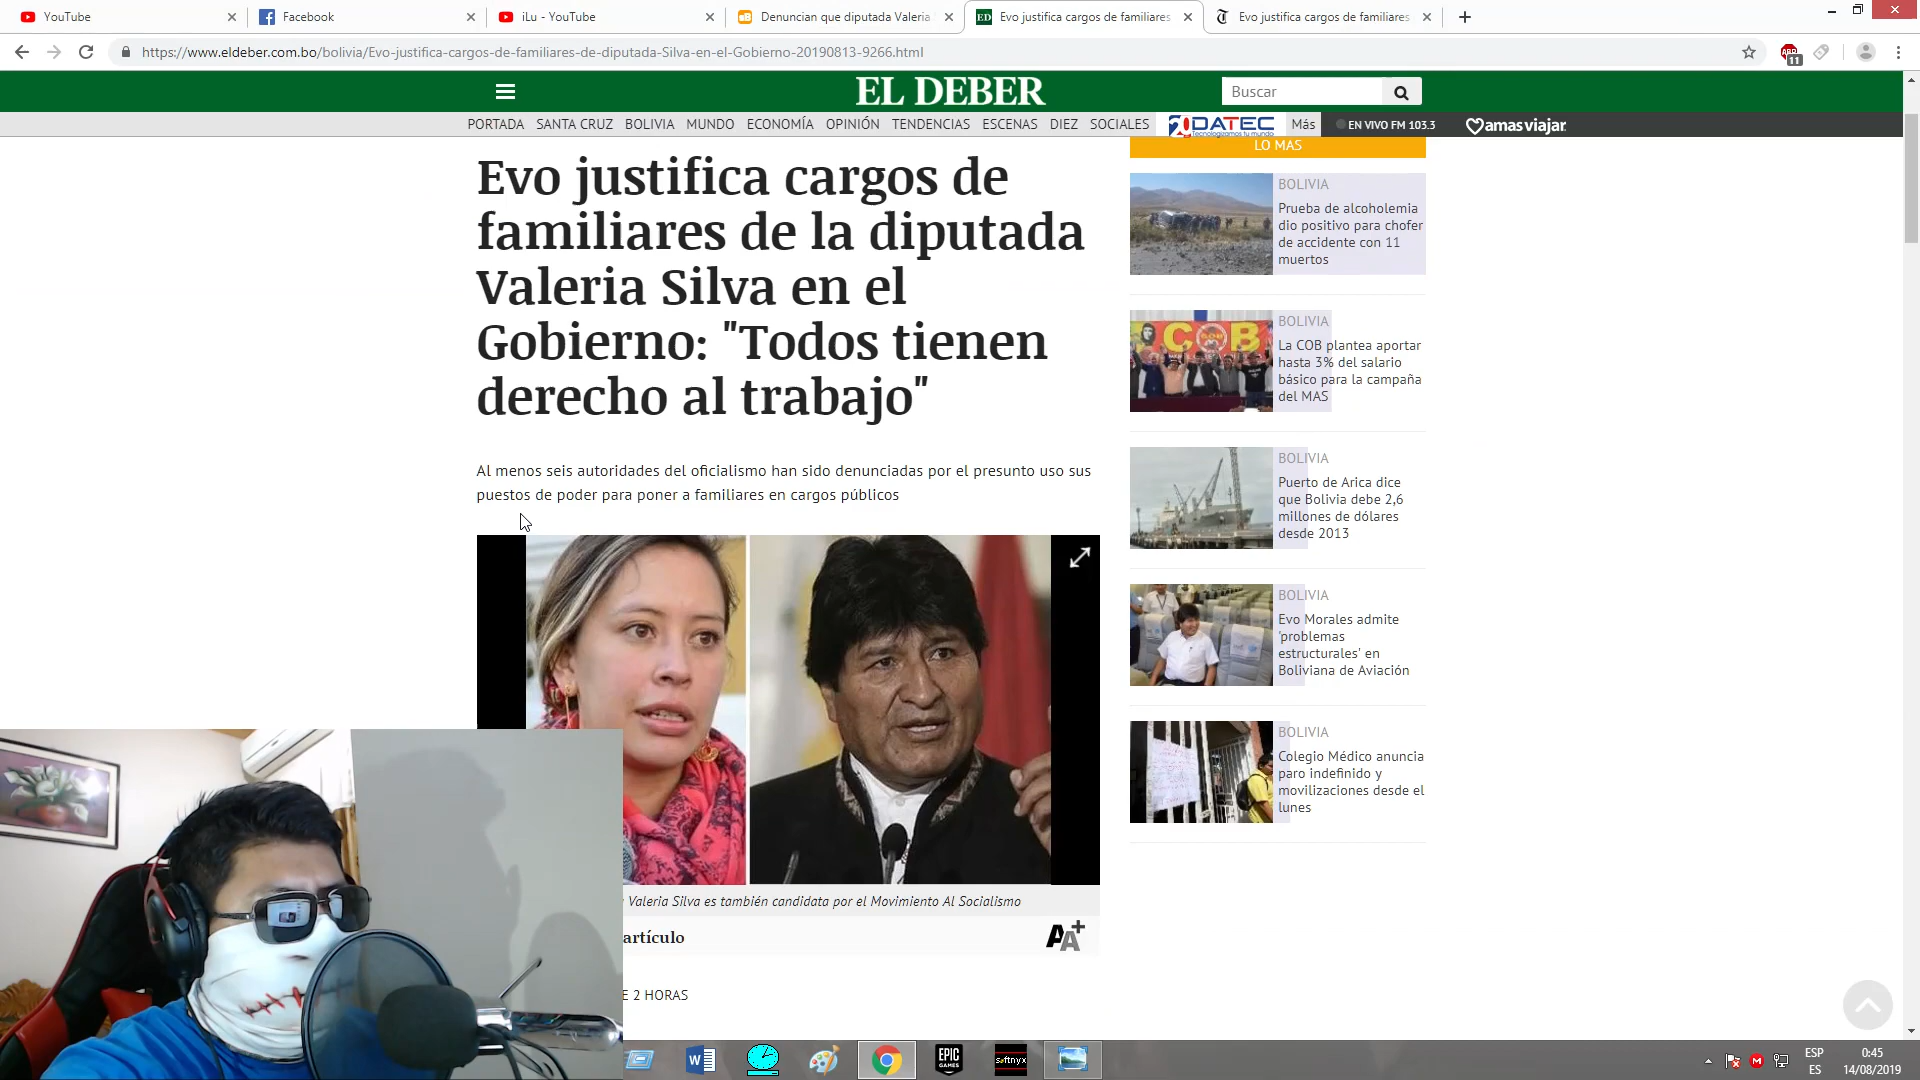 YouTube
Facebook
iLu - YouTube
Denuncian que diputada Valeria
Evo justifica cargos de familiares
Evo justifica cargos de familiares
https://www.eldeber.com.bo/bolivia/Evo-justifica-cargos-de-familiares-de-diputada-Silva-en-el-Gobierno-20190813-9266.html
ABP
11
EL DEBER
Buscar
PORTADA SANTA CRUZ BOLIVIA MUNDO ECONOMÍA OPINIÓN TENDENCIAS ESCENAS DIEZ SOCIALES
20 DATEC
Tecnologizamos tu mundo
Más
EN VIVO FM 103.3
amasviajar
Evo justifica cargos de
familiares de la diputada
Valeria Silva en el
Gobierno: "Todos tienen
derecho al trabajo"
Al menos seis autoridades del oficialismo han sido denunciadas por el presunto uso sus
puestos de poder para poner a familiares en cargos públicos
Valeria Silva es también candidata por el Movimiento Al Socialismo
artículo
AA+
E 2 HORAS
LO MAS
BOLIVIA
Prueba de alcoholemia
dio positivo para chofer
de accidente con 11
muertos
COB
BOLIVIA
La COB plantea aportar
hasta 3% del salario
básico para la campaña
del MAS
BOLIVIA
Puerto de Arica dice
que Bolivia debe 2,6
millones de dólares
desde 2013
BOLIVIA
Evo Morales admite
'problemas
estructurales' en
Boliviana de Aviación
BOLIVIA
Colegio Médico anuncia
paro indefinido y
movilizaciones desde el
lunes
EPIC
GAMES
softnyx
ESP
ES
0:45
14/08/2019